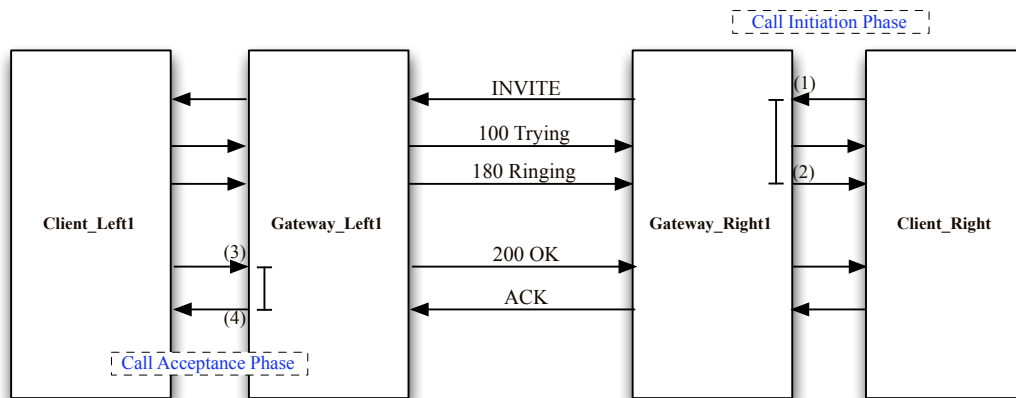 Call Initiation Phase
INVITE
(1)
100 Trying
180 Ringing
(2)
Client_Left1
Gateway_Left1
Gateway_Right1
Client_Right
(3)
200 OK
ACK
(4)
Call Acceptance Phase